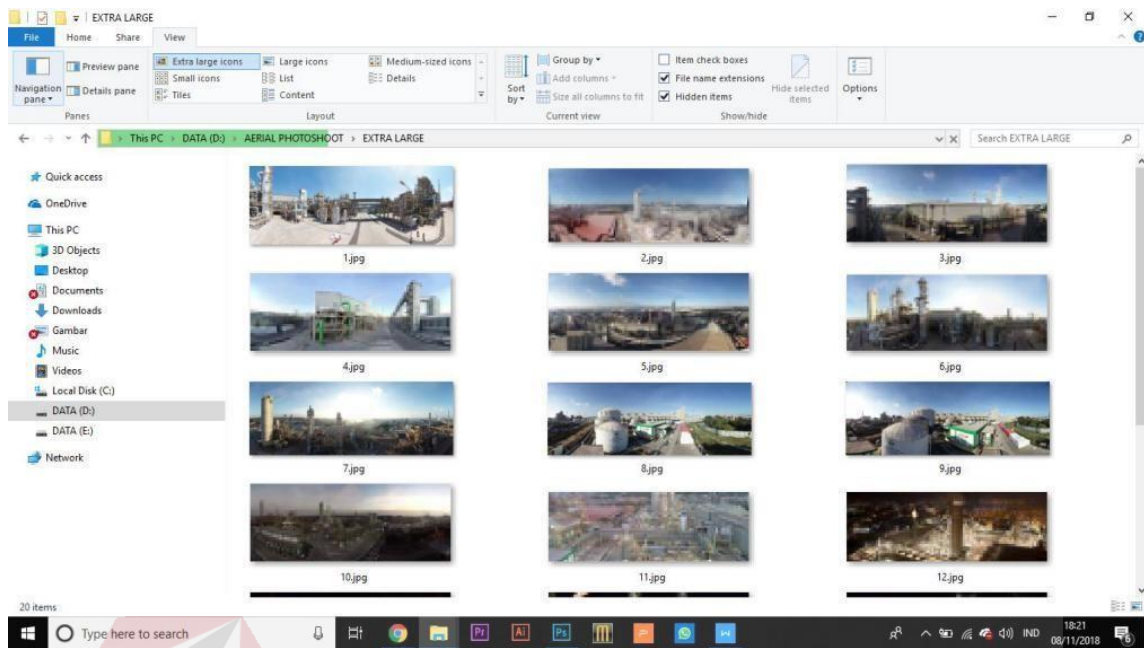 EXTRA LARGE
File Home Share View
Navigation pane
Preview pane
Details pane
Panes
Extra large icons
Large icons
Medium-sized icons
Small icons
List
Details
Tiles
Content
Layout
Sort by
Group by
Add columns
Size all columns to fit
Current view
Item check boxes
File name extensions
Hidden items
Hide selected items
Show/hide
Options
This PC DATA (D:) AERIAL PHOTOSHOOT EXTRA LARGE
Search EXTRA LARGE
Quick access
OneDrive
This PC
3D Objects
Desktop
Documents
Downloads
Gambar
Music
Videos
Local Disk (C:)
DATA (D:)
DATA (E:)
Network
1.jpg 2.jpg 3.jpg
4.jpg 5.jpg 6.jpg
7.jpg 8.jpg 9.jpg
10.jpg 11.jpg 12.jpg
20 items
Type here to search
Pr Ai Ps
IND
18:21
08/11/2018